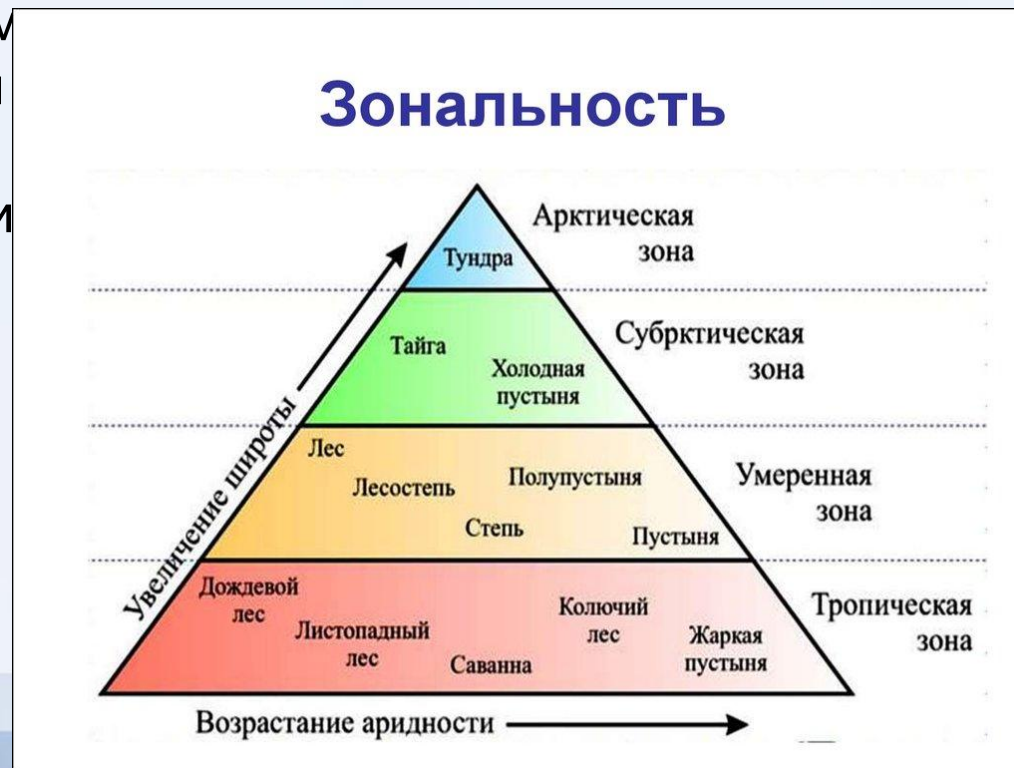 Зональность
Арктическая
зона
Тундра
Субрктическая
зона
Тайга
Холодная
пустыня
Увеличение широты
Лес
Лесостепь
Полупустыня
Степь
Пустыня
Умеренная
зона
Дождевой
лес
Листопадный
лес
Саванна
Колючий
лес
Жаркая
пустыня
Тропическая
зона
Возрастание аридности